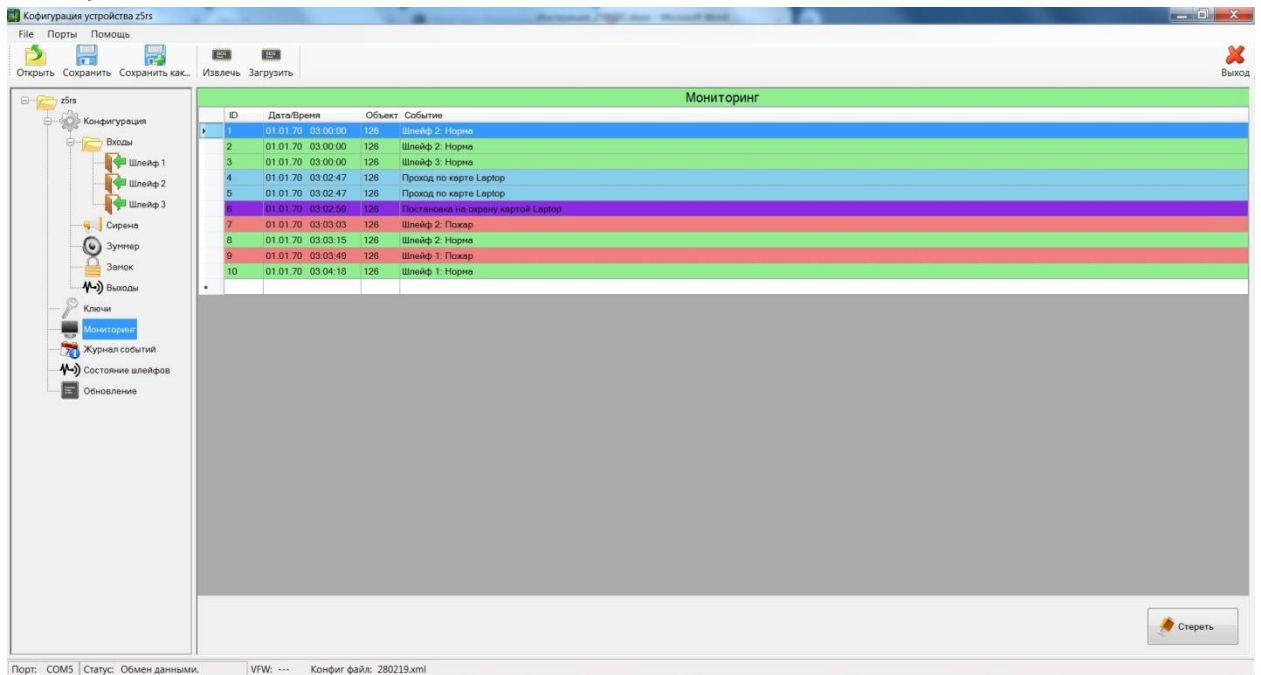 Кофигурация устройства z5rs
File Порты Помощь
Открыть Сохранить Сохранить как... Извлечь Загрузить Выход
z5rs
Конфигурация
Входы
Шлейф 1
Шлейф 2
Шлейф 3
Сирена
Зуммер
Замок
Выходы
Ключи
Мониторинг
Журнал событий
Состояние шлейфов
Обновление
Мониторинг
ID Дата/Время Объект Событие
1 01.01.70 03:00:00 126 Шлейф 2: Норма
2 01.01.70 03:00:00 126 Шлейф 2: Норма
3 01.01.70 03:00:00 126 Шлейф 3: Норма
4 01.01.70 03:02:47 126 Проход по карте Laptop
5 01.01.70 03:02:47 126 Проход по карте Laptop
6 01.01.70 03:02:59 126 Постановка на охрану картой Laptop
7 01.01.70 03:03:03 126 Шлейф 2: Пожар
8 01.01.70 03:03:15 126 Шлейф 2: Норма
9 01.01.70 03:03:49 126 Шлейф 1: Пожар
10 01.01.70 03:04:18 126 Шлейф 1: Норма
Стереть
Порт: COM5 Статус: Обмен данными. VFW: --- Конфиг файл: 280219.xml